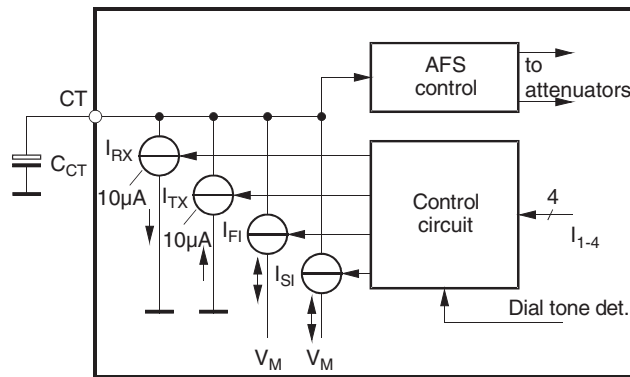 AFS
control
to
attenuators
CT
C_CT
I_RX
10µA
I_TX
10µA
I_FI
I_SI
Control
circuit
4
I_1-4
Dial tone det.
V_M
V_M